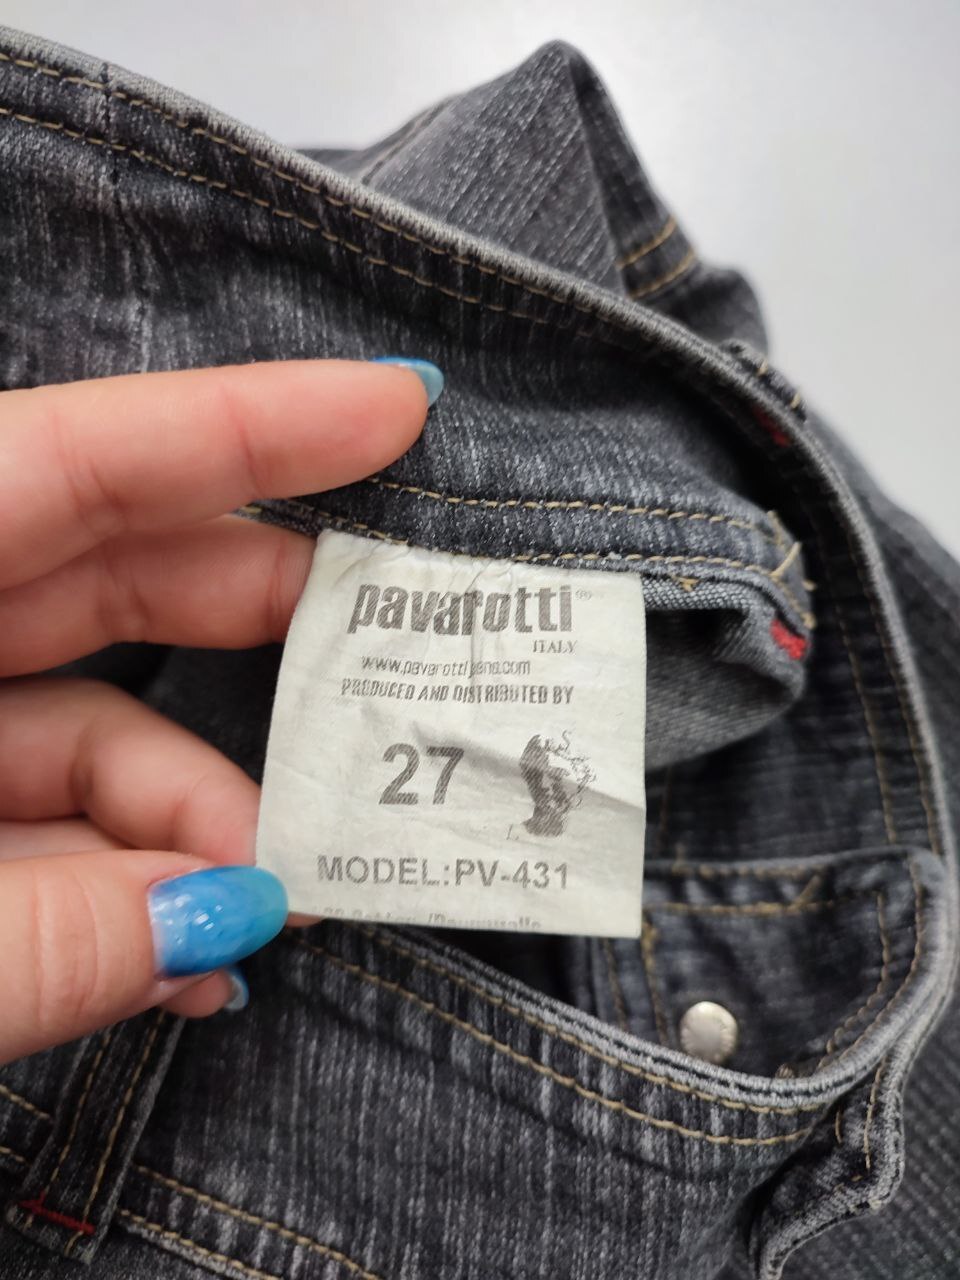 pavarotti®
ITALY
www.pavarottijeans.com
PRODUCED AND DISTRIBUTED BY
27
L. S
MODEL:PV-431